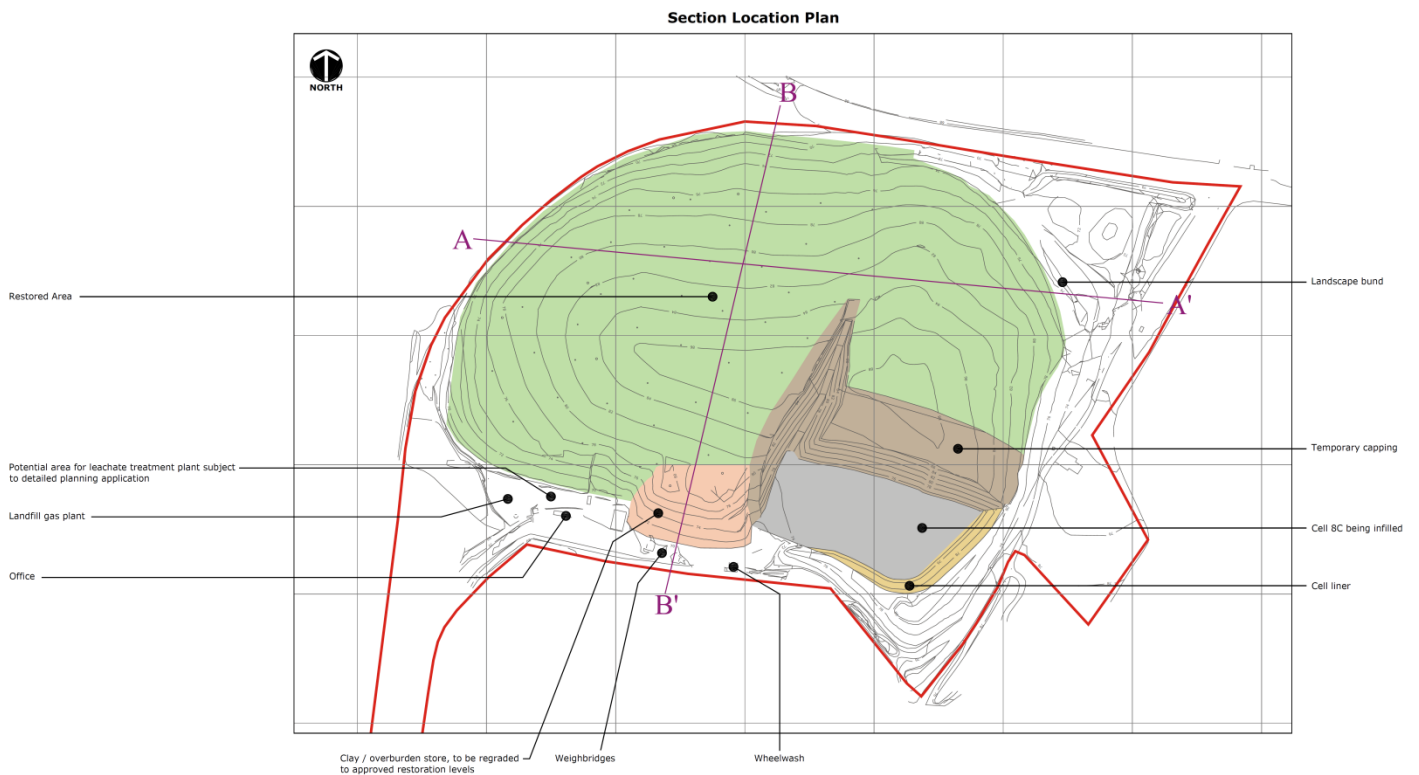 Section Location Plan
NORTH
B
A
Restored Area
Landscape bund
A'
Temporary capping
Potential area for leachate treatment plant subject
to detailed planning application
Landfill gas plant
Cell 8C being infilled
Office
Cell liner
B'
Clay / overburden store, to be regraded
to approved restoration levels
Weighbridges
Wheelwash